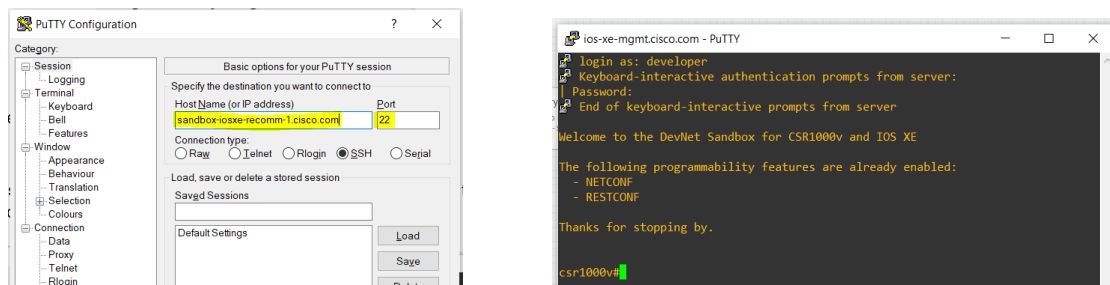 PuTTY Configuration
? ×
Category:
Session
Logging
Terminal
Keyboard
Bell
Features
Window
Appearance
Behaviour
Translation
Selection
Colours
Connection
Data
Proxy
Telnet
Rlogin
Basic options for your PuTTY session
Specify the destination you want to connect to
Host Name (or IP address) Port
sandbox-iosxe-recomm-1.cisco.com 22
Connection type:
Raw Telnet Rlogin SSH Serial
Load, save or delete a stored session
Saved Sessions
Default Settings
Load
Save
ios-xe-mgmt.cisco.com - PuTTY
login as: developer
Keyboard-interactive authentication prompts from server:
| Password:
End of keyboard-interactive prompts from server
Welcome to the DevNet Sandbox for CSR1000v and IOS XE
The following programmability features are already enabled:
- NETCONF
- RESTCONF
Thanks for stopping by.
csr1000v#